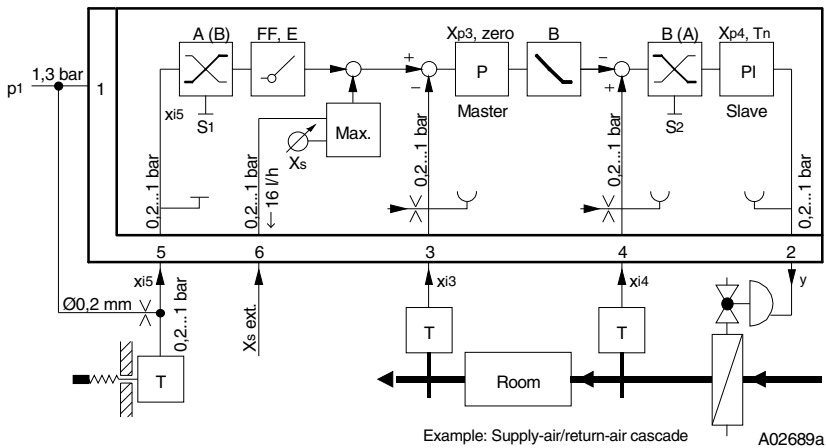 A (B)
FF, E
Xp3, zero
B
B (A)
Xp4, Tn
p1
1,3 bar
1
+
−
P
−
+
PI
xi5
S1
Max.
Master
S2
Slave
Xs
0,2...1 bar
0,2...1 bar
← 16 l/h
0,2...1 bar
0,2...1 bar
0,2...1 bar
5
6
3
4
2
xi5
xi3
xi4
y
Ø0,2 mm
0,2...1 bar
Xs ext.
T
T
T
Room
Example: Supply-air/return-air cascade
A02689a